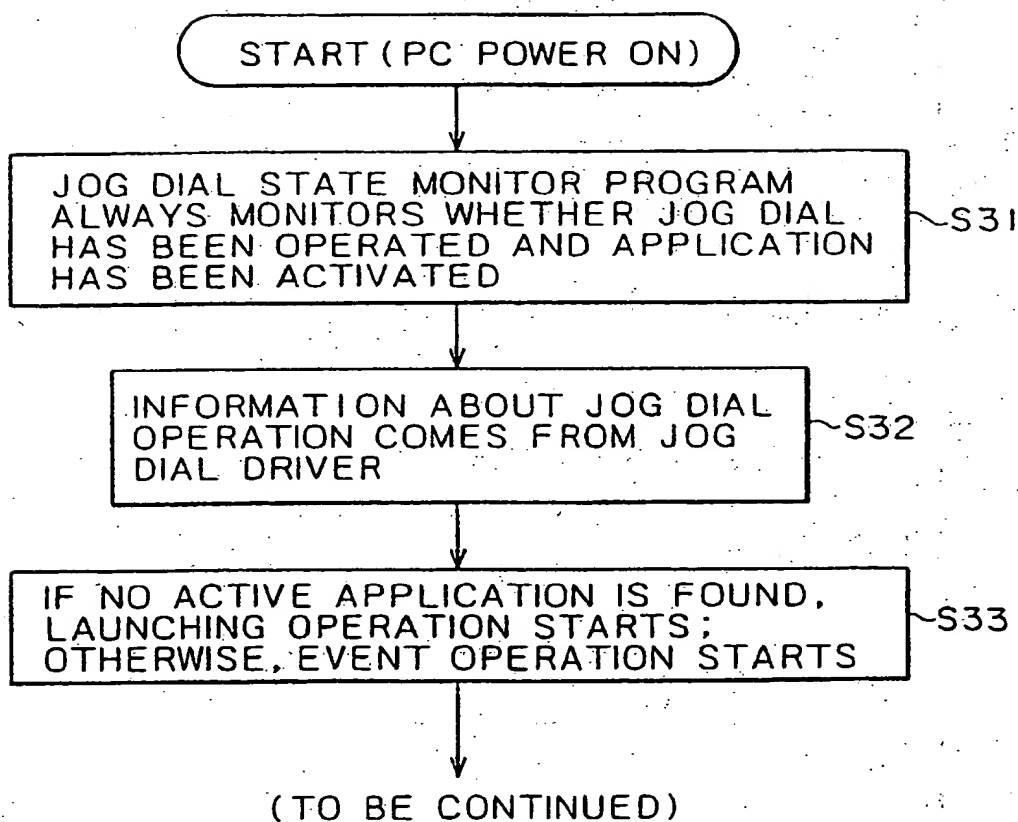 START (PC POWER ON)
JOG DIAL STATE MONITOR PROGRAM
ALWAYS MONITORS WHETHER JOG DIAL
HAS BEEN OPERATED AND APPLICATION
HAS BEEN ACTIVATED
S31
INFORMATION ABOUT JOG DIAL
OPERATION COMES FROM JOG
DIAL DRIVER
S32
IF NO ACTIVE APPLICATION IS FOUND,
LAUNCHING OPERATION STARTS;
OTHERWISE, EVENT OPERATION STARTS
S33
(TO BE CONTINUED)